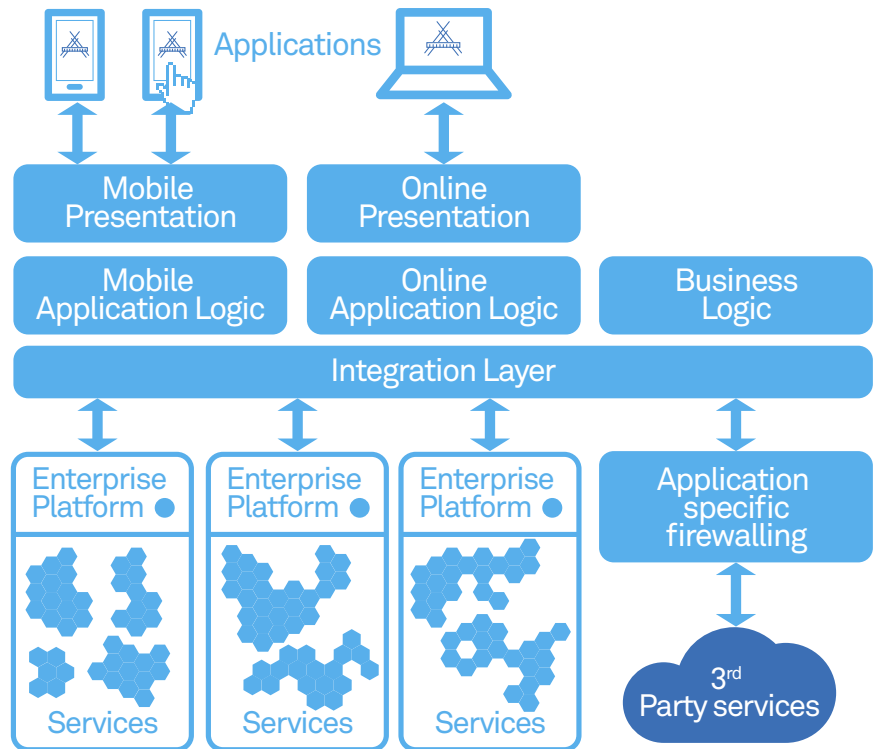 Applications
Mobile
Presentation
Online
Presentation
Mobile
Application Logic
Online
Application Logic
Business
Logic
Integration Layer
Enterprise
Platform
Enterprise
Platform
Enterprise
Platform
Application
specific
firewalling
Services
Services
Services
3rd
Party services